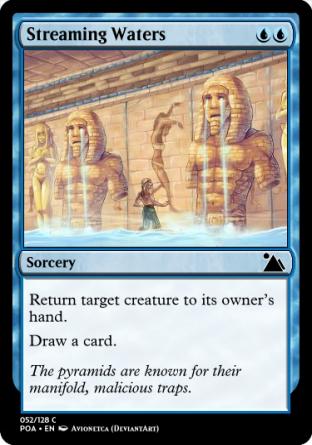 Streaming Waters
Sorcery
Return target creature to its owner's
hand.
Draw a card.
The pyramids are known for their
manifold, malicious traps.
052/128 C
POA • EN AVIONETCA (DEVIANTART)